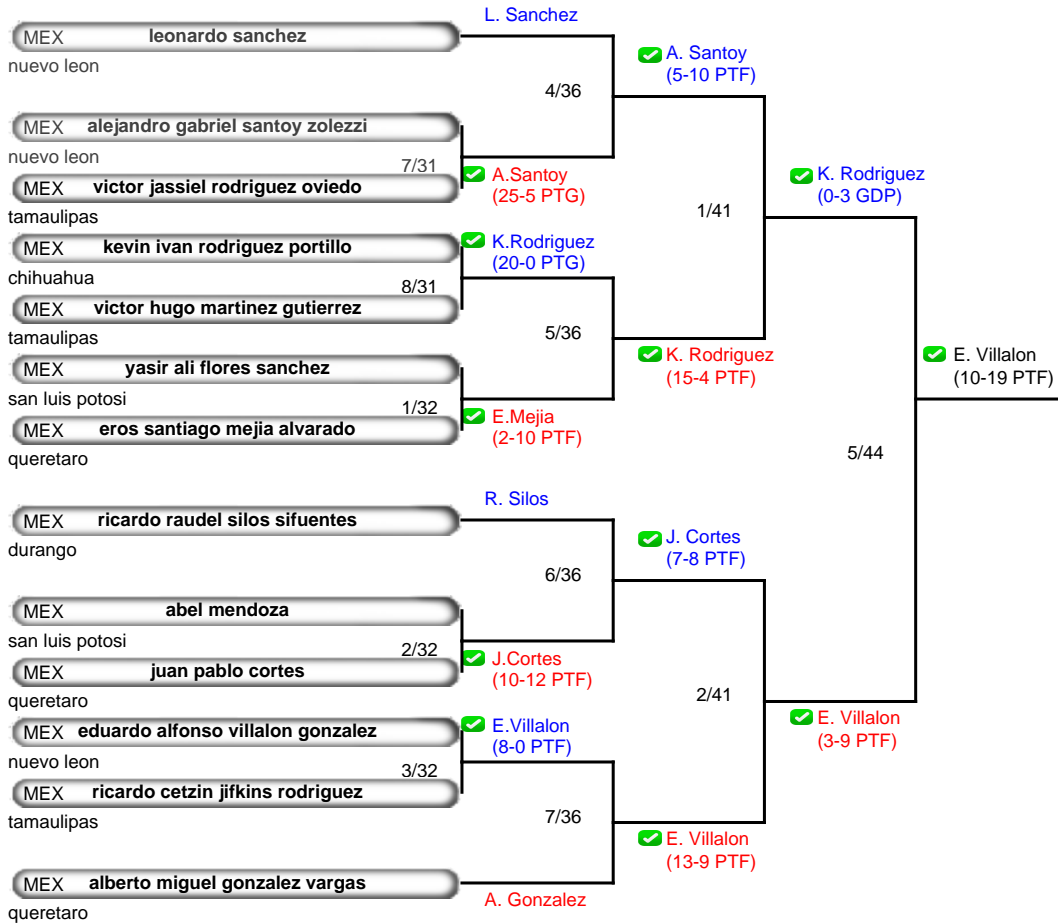 L. Sanchez
MEX leonardo sanchez
nuevo leon
4/36
A. Santoy
(5-10 PTF)
MEX alejandro gabriel santoy zolezzi
nuevo leon
7/31
A.Santoy
(25-5 PTG)
MEX victor jassiel rodriguez oviedo
tamaulipas
1/41
K. Rodriguez
(0-3 GDP)
MEX kevin ivan rodriguez portillo
chihuahua
K.Rodriguez
(20-0 PTG)
8/31
MEX victor hugo martinez gutierrez
tamaulipas
5/36
K. Rodriguez
(15-4 PTF)
MEX yasir ali flores sanchez
san luis potosi
1/32
E.Mejia
(2-10 PTF)
MEX eros santiago mejia alvarado
queretaro
E. Villalon
(10-19 PTF)
5/44
R. Silos
MEX ricardo raudel silos sifuentes
durango
6/36
J. Cortes
(7-8 PTF)
MEX abel mendoza
san luis potosi
2/32
J.Cortes
(10-12 PTF)
MEX juan pablo cortes
queretaro
2/41
E. Villalon
(3-9 PTF)
MEX eduardo alfonso villalon gonzalez
nuevo leon
E.Villalon
(8-0 PTF)
3/32
MEX ricardo cetzin jifkins rodriguez
tamaulipas
7/36
E. Villalon
(13-9 PTF)
MEX alberto miguel gonzalez vargas
queretaro
A. Gonzalez